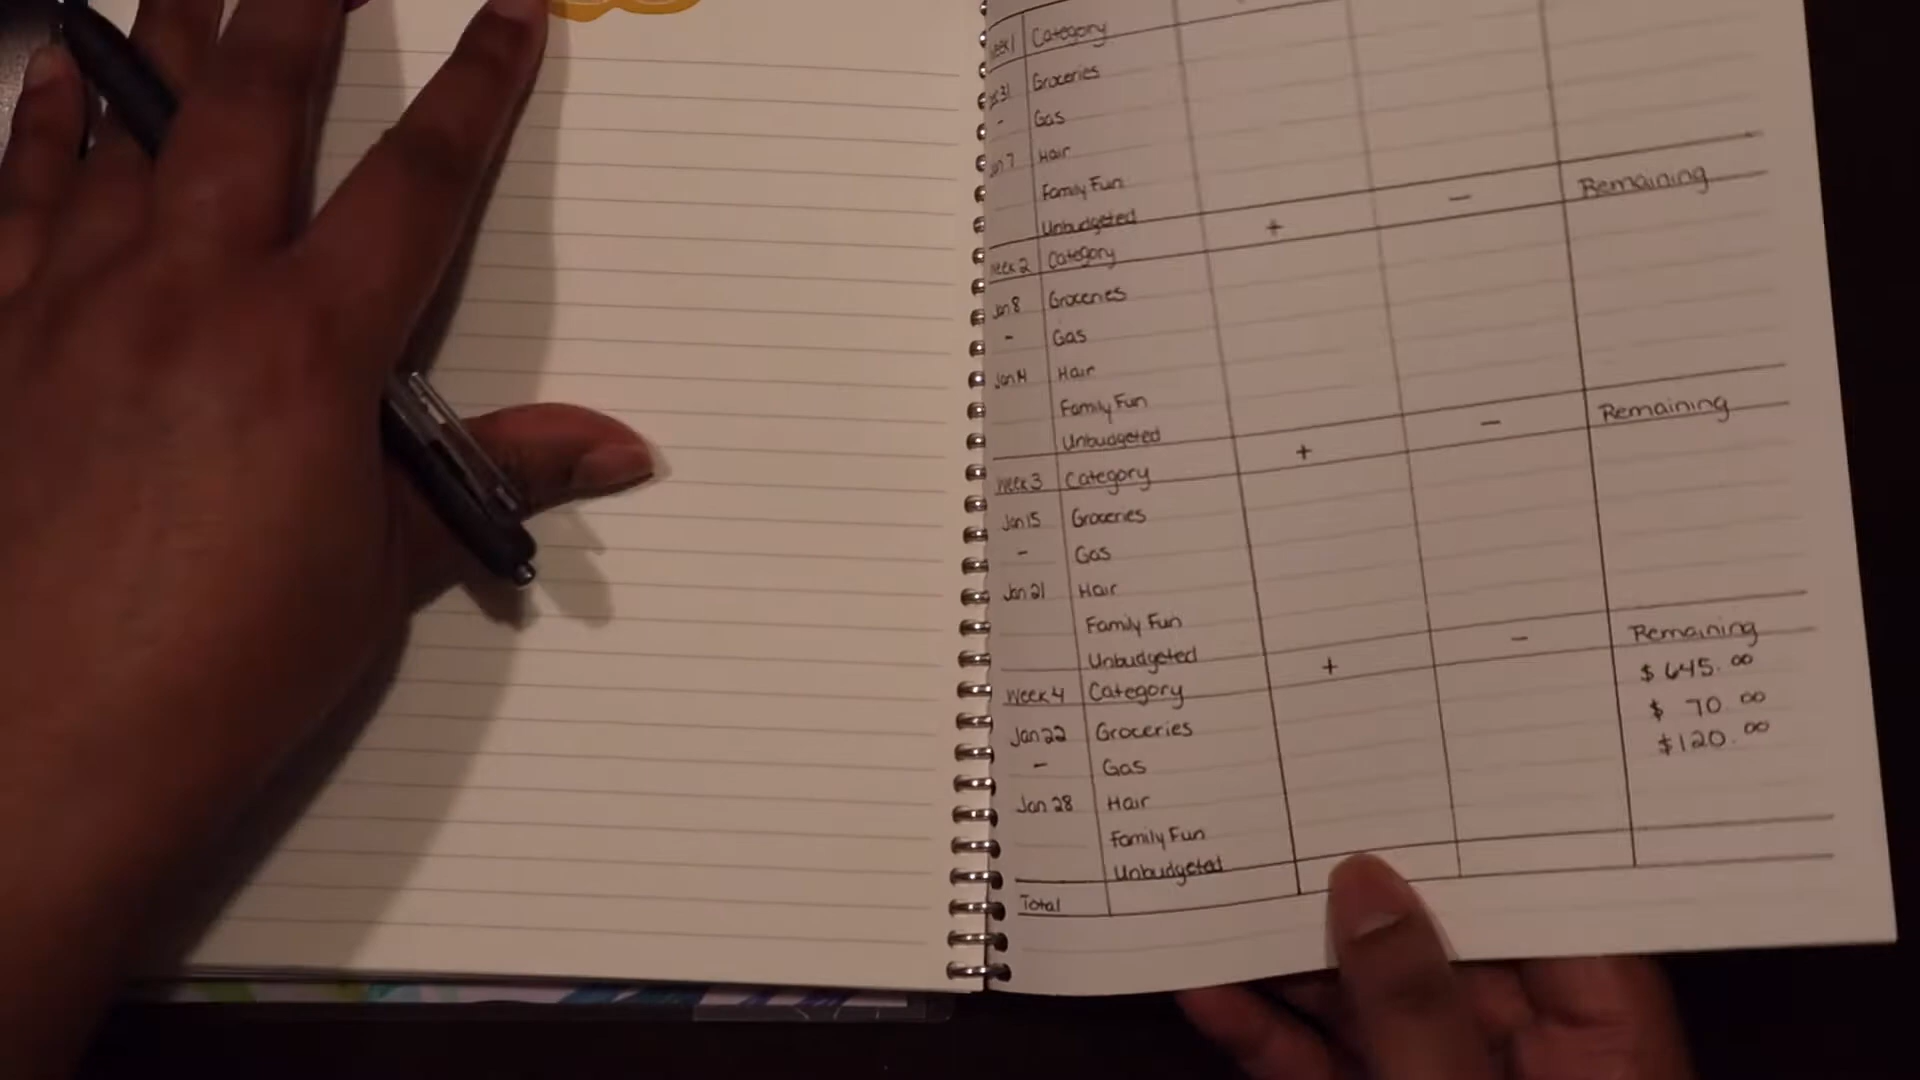 Week 1 Category
Dec 31 Groceries
- Gas
Jan 7 Hair
Family Fun
Unbudgeted
Week 2 Category + - Remaining
Jan 8 Groceries
- Gas
Jan 14 Hair
Family Fun
Unbudgeted
Week 3 Category + - Remaining
Jan 15 Groceries
- Gas
Jan 21 Hair
Family Fun
Unbudgeted
Week 4 Category + - Remaining
Jan 22 Groceries $ 645.00
- Gas $ 70.00
Jan 28 Hair $120.00
Family Fun
Unbudgeted
Total